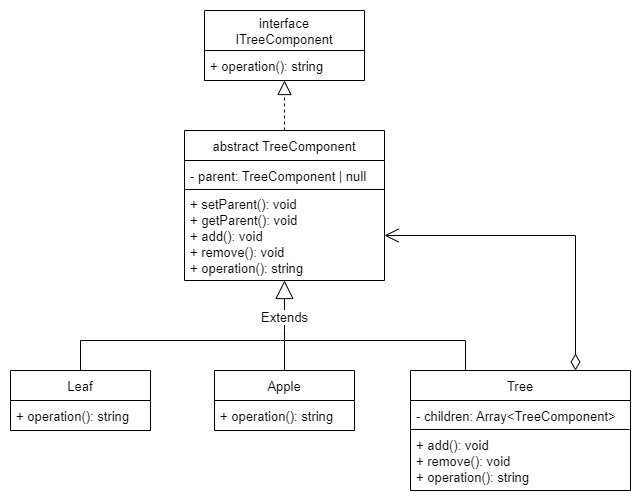 interface
ITreeComponent
+ operation(): string
abstract TreeComponent
- parent: TreeComponent | null
+ setParent(): void
+ getParent(): void
+ add(): void
+ remove(): void
+ operation(): string
Extends
Leaf
+ operation(): string
Apple
+ operation(): string
Tree
- children: Array<TreeComponent>
+ add(): void
+ remove(): void
+ operation(): string